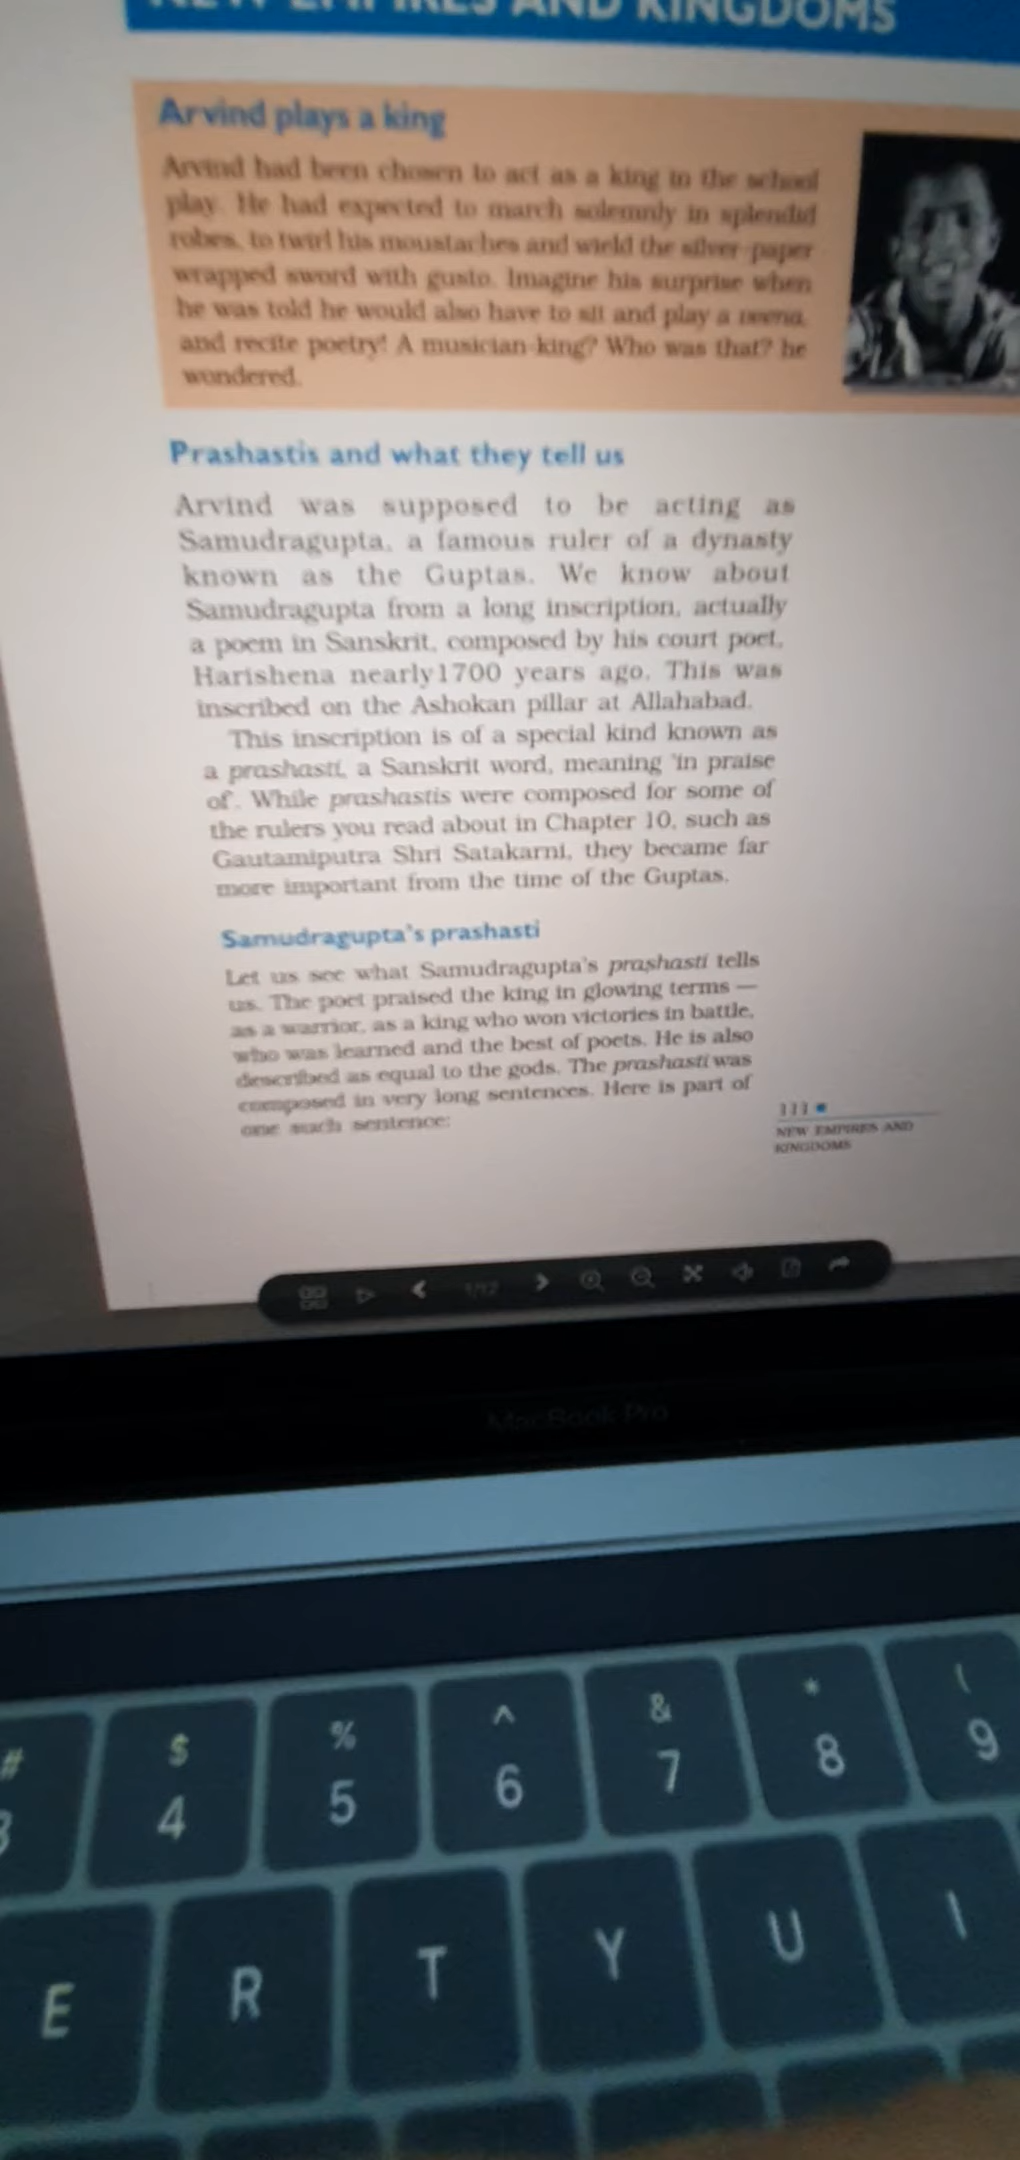 NEW EMPIRES AND KINGDOMS
Arvind plays a king
Arvind had been chosen to act as a king in the school
play. He had expected to march solemnly in splendid
robes, to twirl his moustaches and wield the silver-paper
wrapped sword with gusto. Imagine his surprise when
he was told he would also have to sit and play a veena,
and recite poetry! A musician-king? Who was that? he
wondered.
Prashastis and what they tell us
Arvind was supposed to be acting as
Samudragupta, a famous ruler of a dynasty
known as the Guptas. We know about
Samudragupta from a long inscription, actually
a poem in Sanskrit, composed by his court poet,
Harishena nearly1700 years ago. This was
inscribed on the Ashokan pillar at Allahabad.
This inscription is of a special kind known as
a prashasti, a Sanskrit word, meaning 'in praise
of'. While prashastis were composed for some of
the rulers you read about in Chapter 10, such as
Gautamiputra Shri Satakarni, they became far
more important from the time of the Guptas.
Samudragupta's prashasti
Let us see what Samudragupta's prashasti tells
us. The poet praised the king in glowing terms —
as a warrior, as a king who won victories in battle,
who was learned and the best of poets. He is also
described as equal to the gods. The prashasti was
composed in very long sentences. Here is part of
one such sentence:
111
NEW EMPIRES AND
KINGDOMS
1/12
MacBook Pro
# $ % ^ & * (
3 4 5 6 7 8 9
E R T Y U I